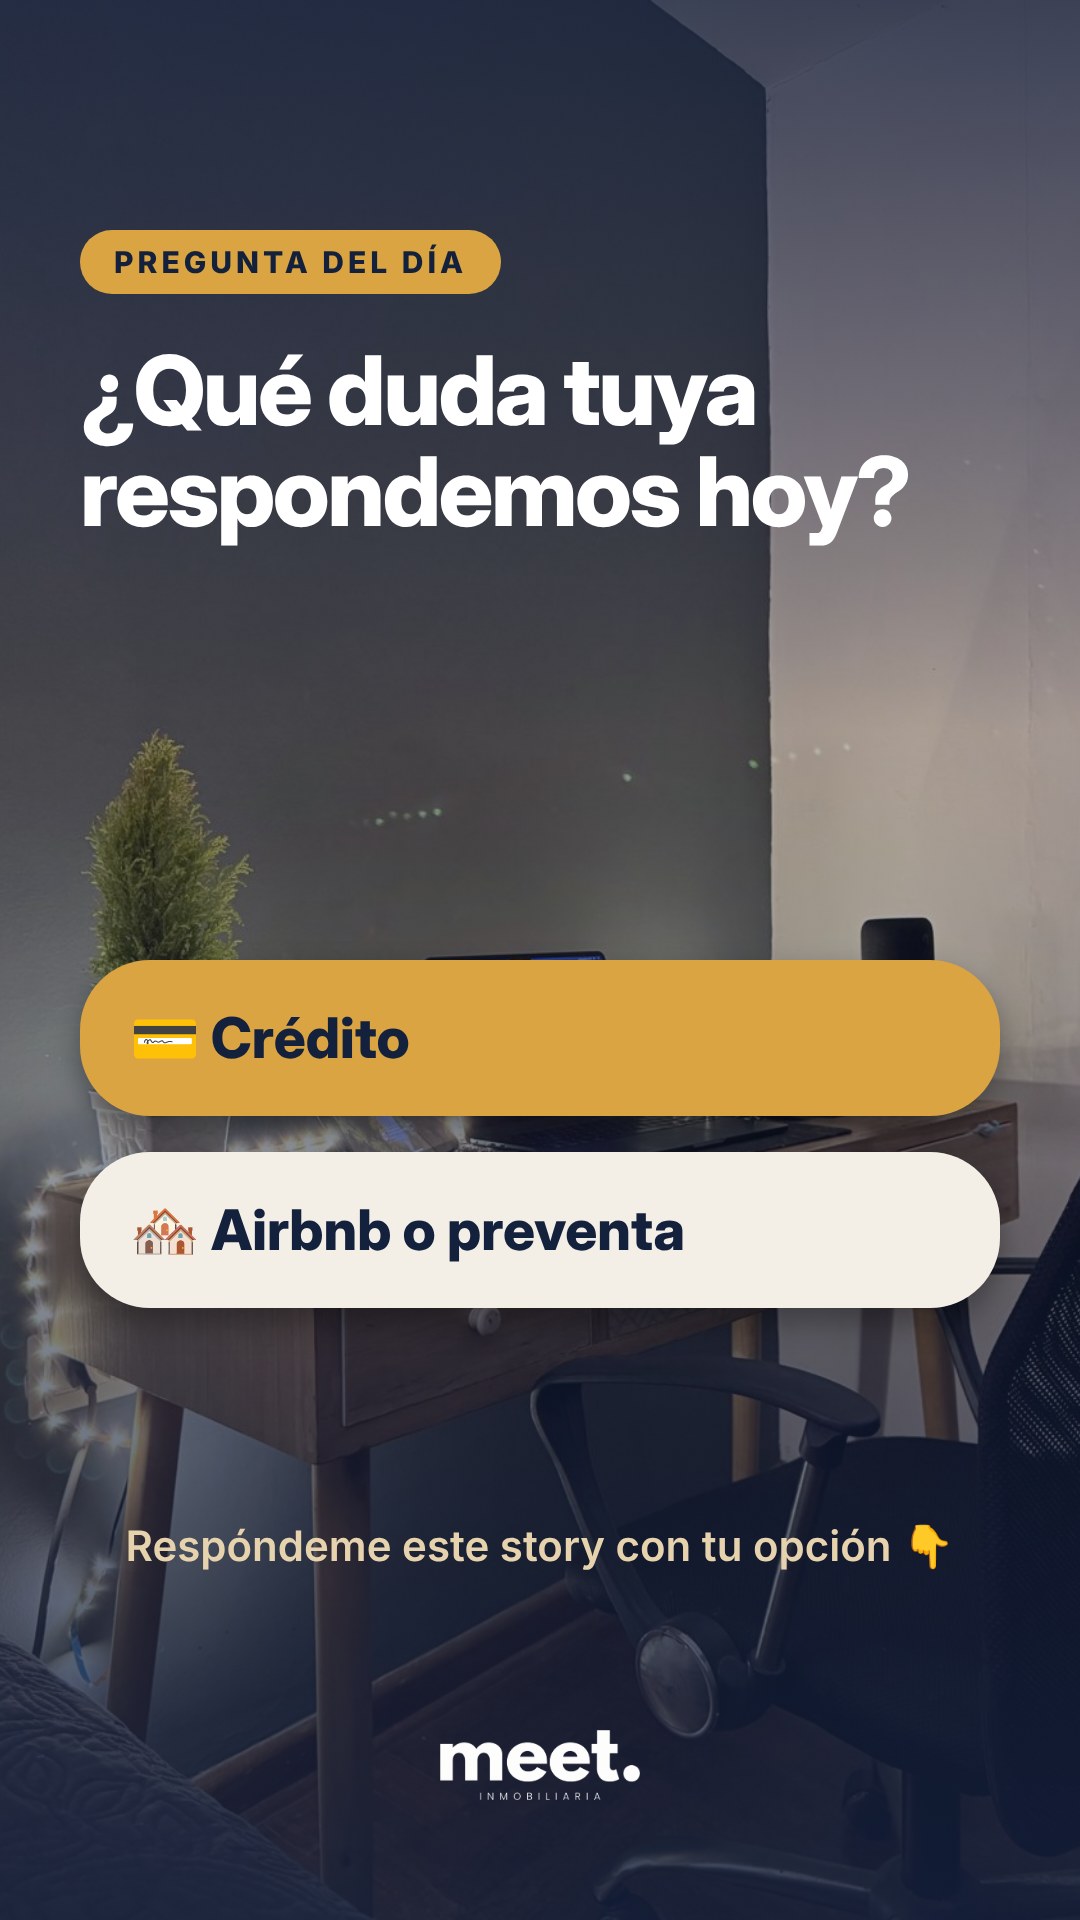 PREGUNTA DEL DÍA
¿Qué duda tuya
respondemos hoy?
💳 Crédito
🏘️ Airbnb o preventa
Respóndeme este story con tu opción 👇
meet.
INMOBILIARIA